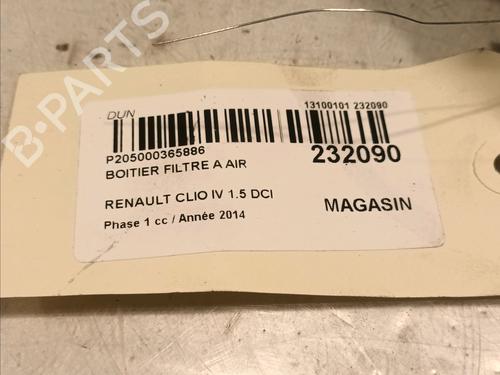 DUN
13100101 232090
P205000365886
232090
BOITIER FILTRE A AIR
RENAULT CLIO IV 1.5 DCI
MAGASIN
Phase 1 cc / Année 2014
B-PARTS